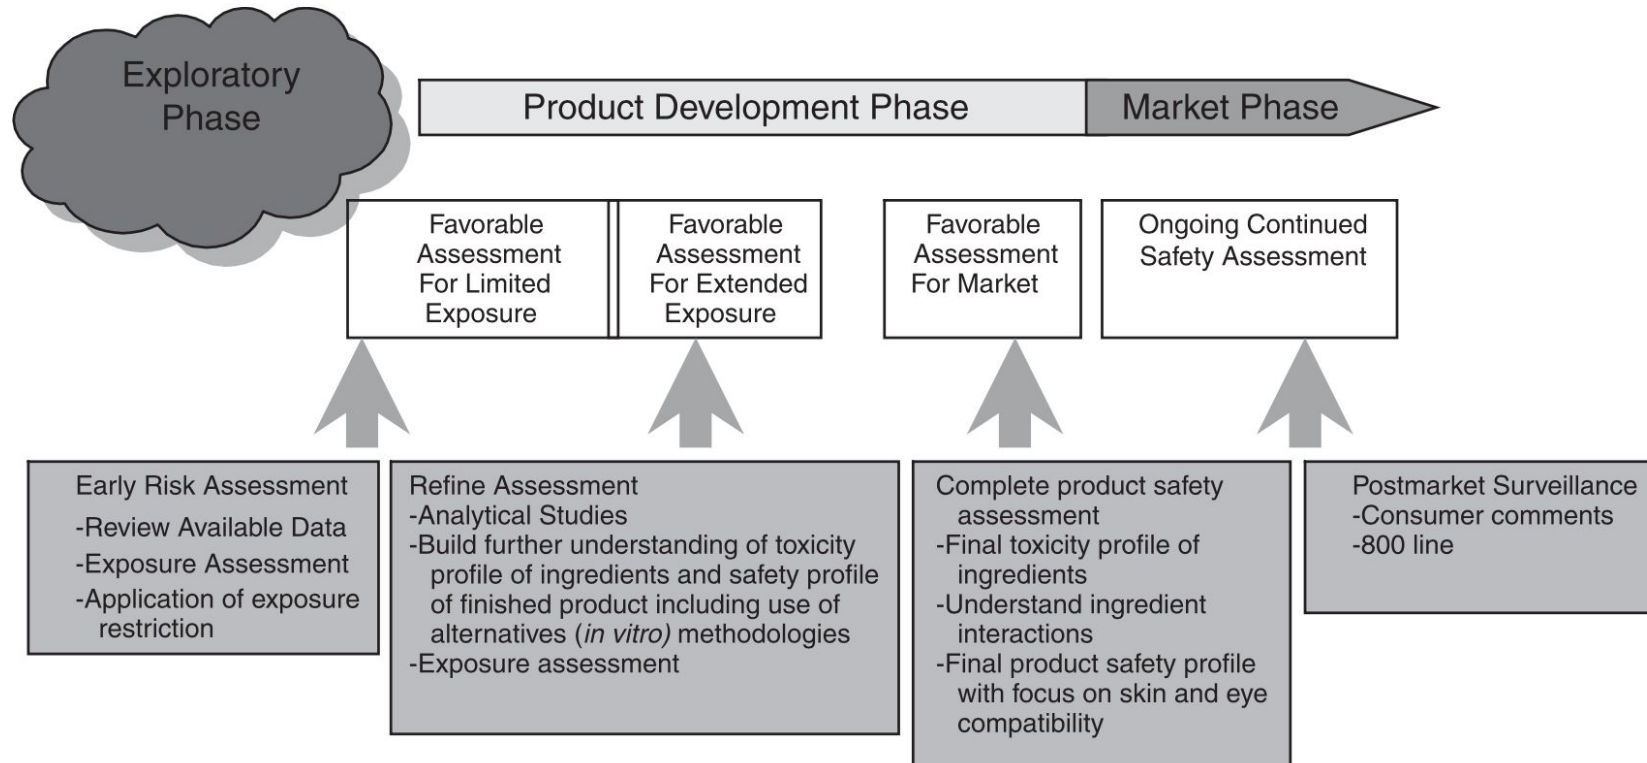 Exploratory
Phase
Product Development Phase
Market Phase
Favorable
Assessment
For Limited
Exposure
Favorable
Assessment
For Extended
Exposure
Favorable
Assessment
For Market
Ongoing Continued
Safety Assessment
Early Risk Assessment
-Review Available Data
-Exposure Assessment
-Application of exposure
restriction
Refine Assessment
-Analytical Studies
-Build further understanding of toxicity
profile of ingredients and safety profile
of finished product including use of
alternatives (in vitro) methodologies
-Exposure assessment
Complete product safety
assessment
-Final toxicity profile of
ingredients
-Understand ingredient
interactions
-Final product safety profile
with focus on skin and eye
compatibility
Postmarket Surveillance
-Consumer comments
-800 line